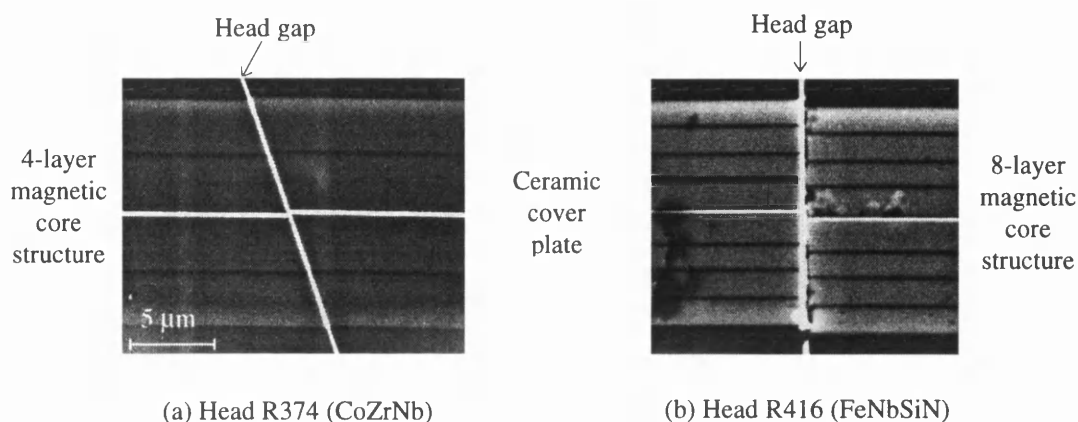 Head gap
Head gap
4-layer
magnetic
core
structure
Ceramic
cover
plate
8-layer
magnetic
core
structure
5 μm
(a) Head R374 (CoZrNb)
(b) Head R416 (FeNbSiN)